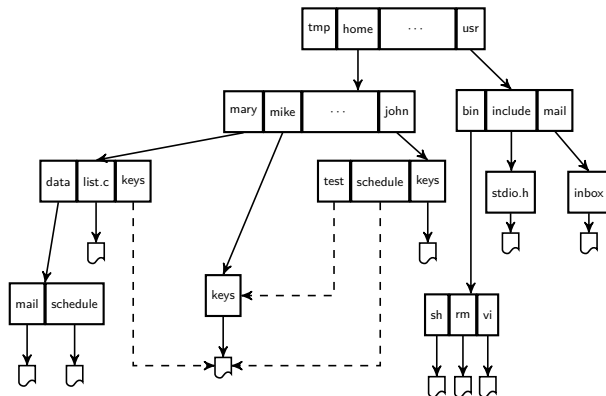 tmp home ··· usr
mary mike ··· john
bin include mail
data list.c keys
test schedule keys
stdio.h
inbox
keys
mail schedule
sh rm vi